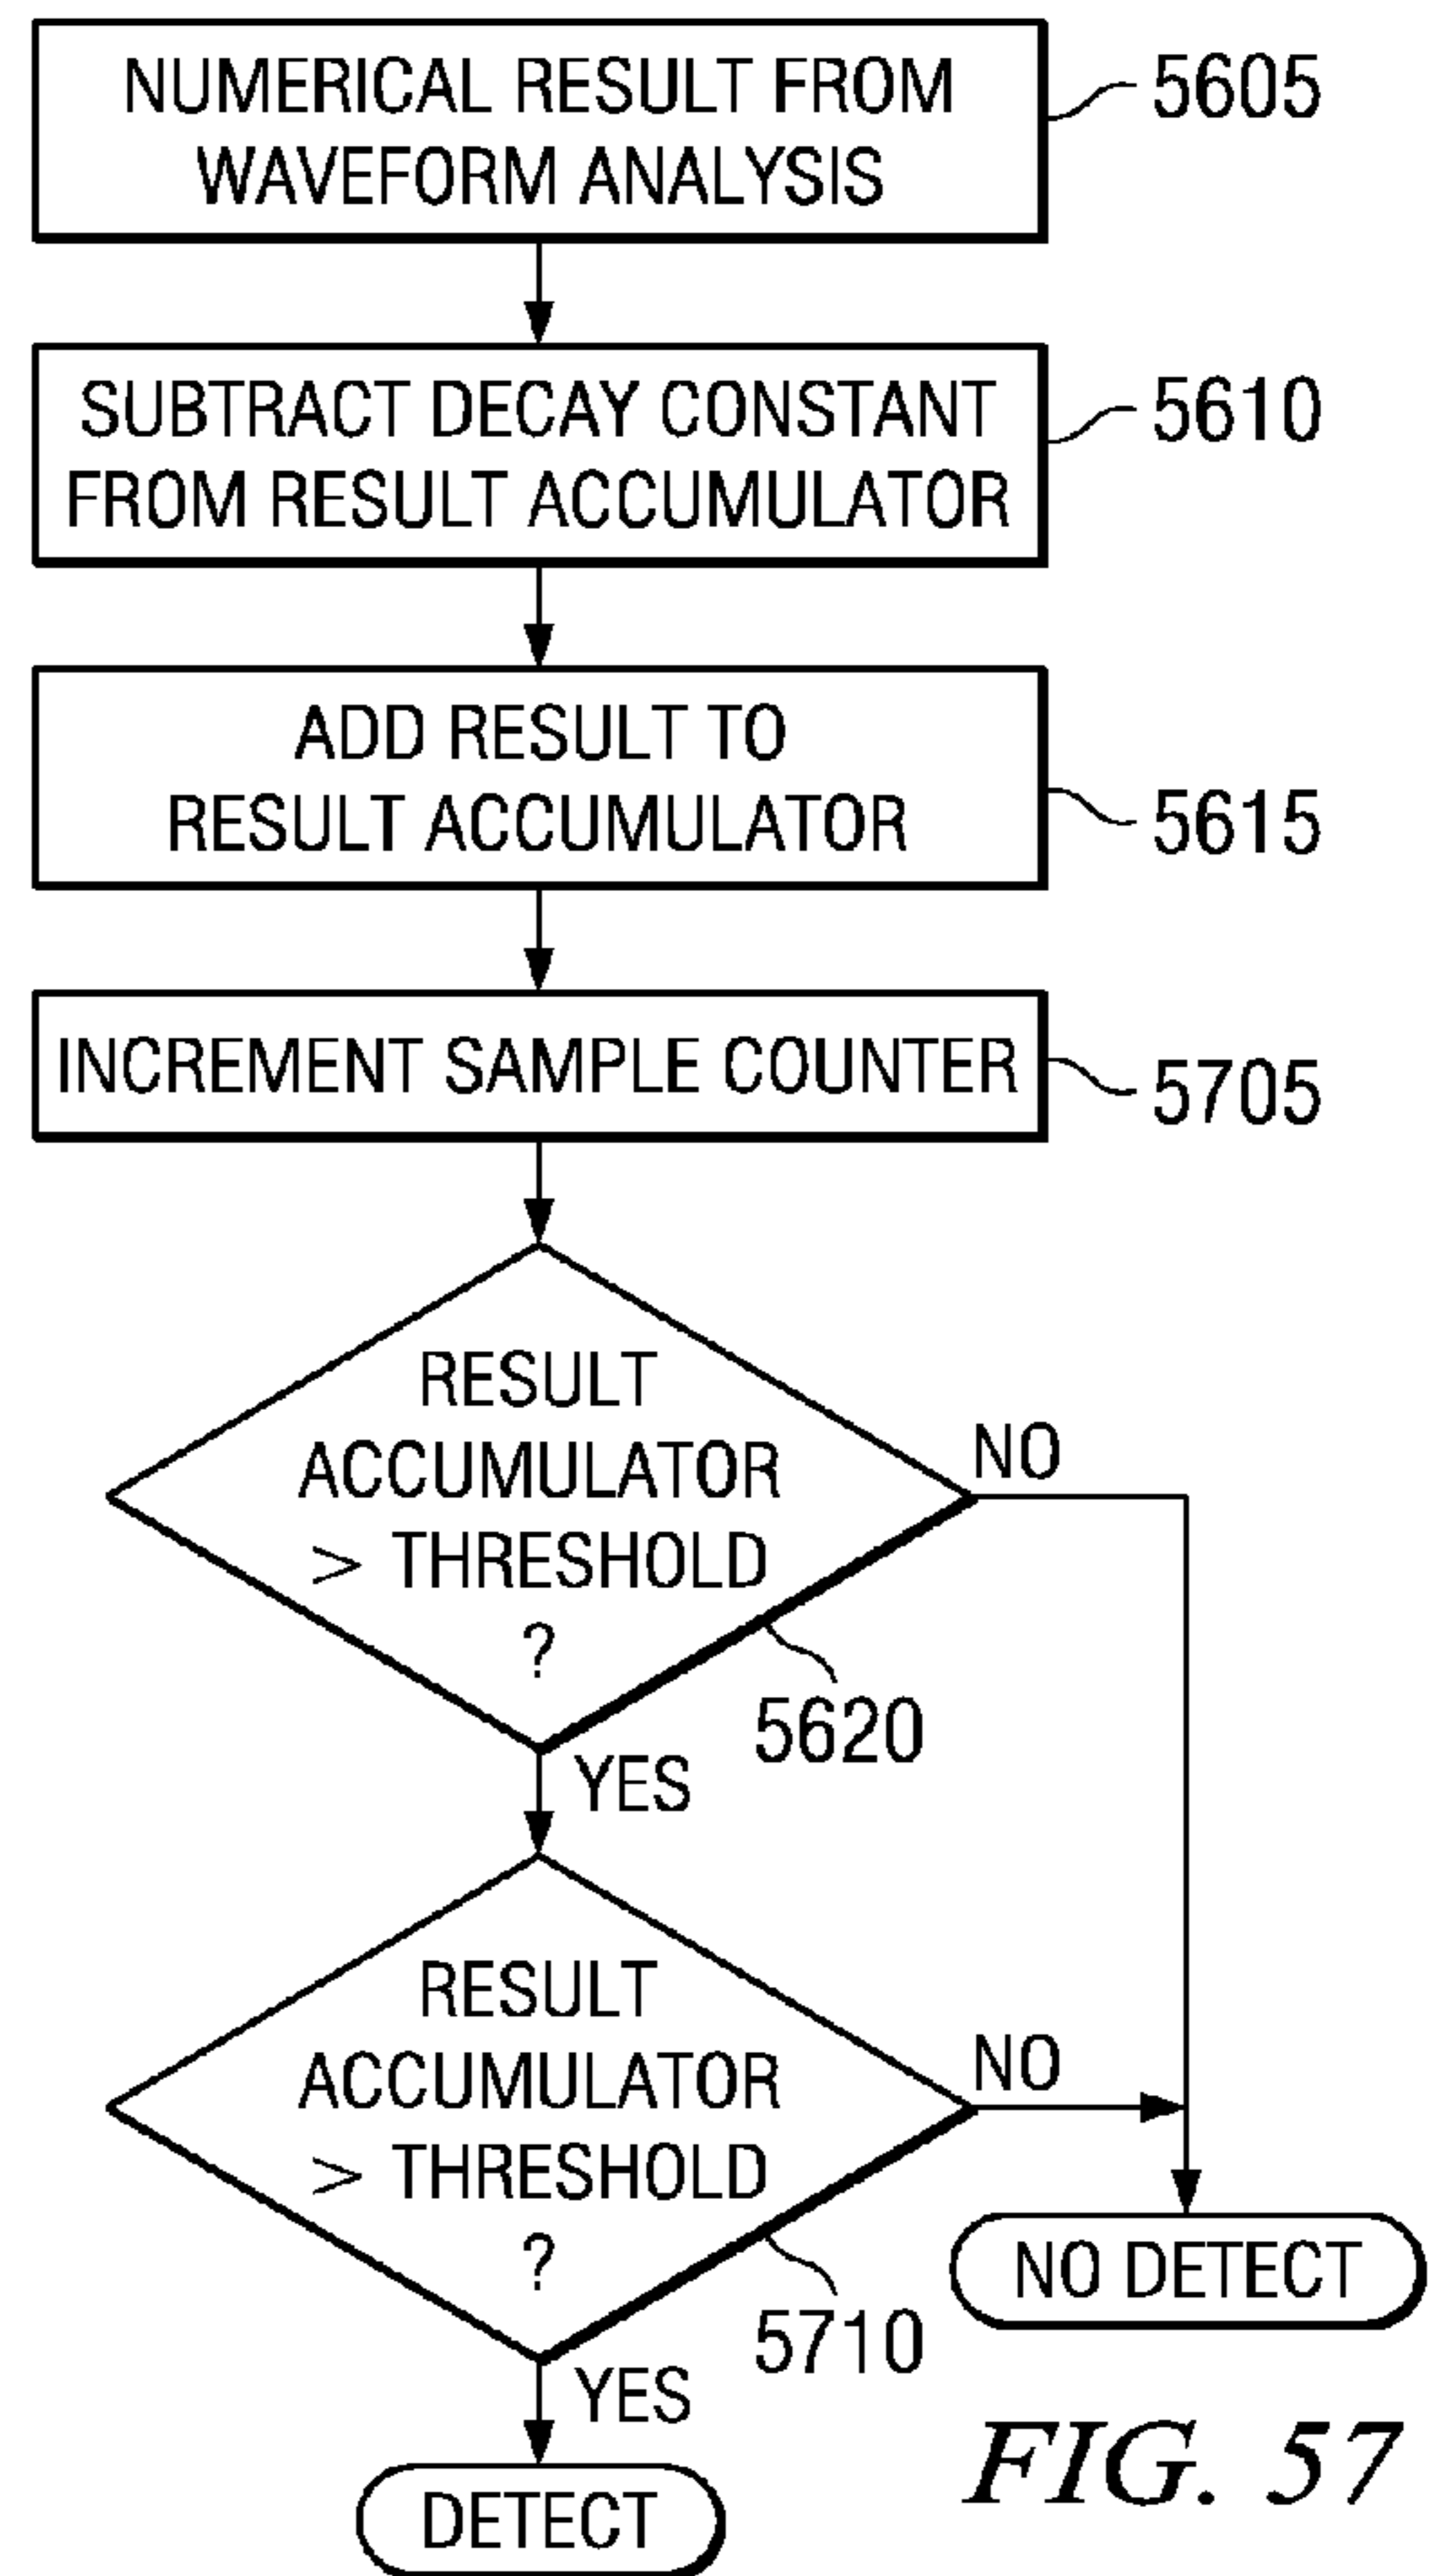 NUMERICAL RESULT FROM
WAVEFORM ANALYSIS
5605
SUBTRACT DECAY CONSTANT
FROM RESULT ACCUMULATOR
5610
ADD RESULT TO
RESULT ACCUMULATOR
5615
INCREMENT SAMPLE COUNTER
5705
RESULT
ACCUMULATOR
> THRESHOLD
?
NO
5620
YES
RESULT
ACCUMULATOR
> THRESHOLD
?
NO
5710
YES
NO DETECT
DETECT
FIG. 57